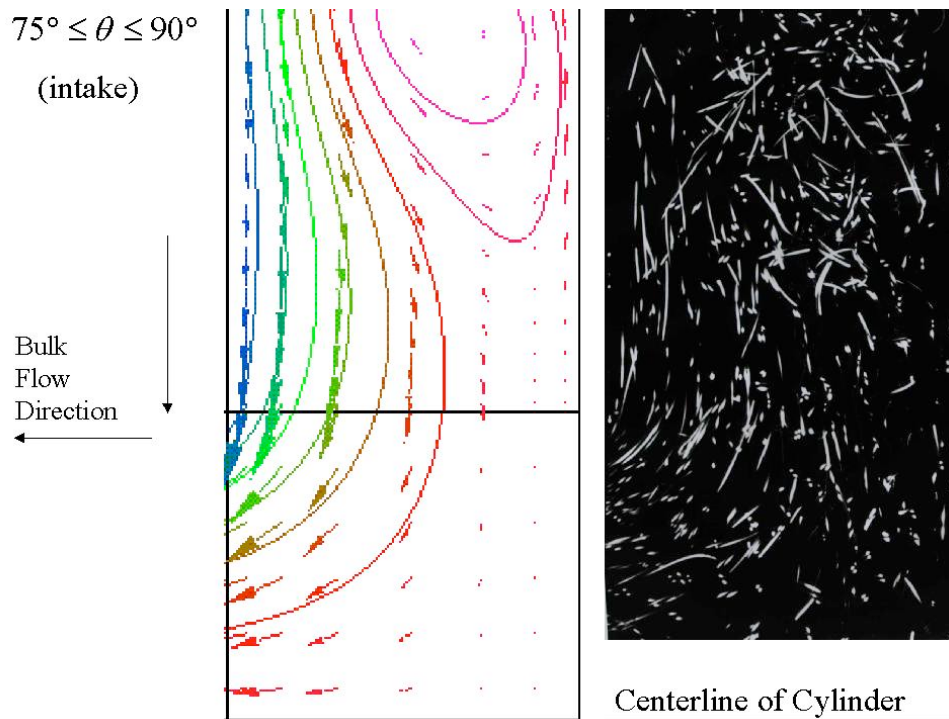 75° ≤ θ ≤ 90°
(intake)
Bulk
Flow
Direction
Centerline of Cylinder